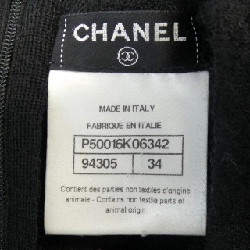 CHANEL
MADE IN ITALY
FABRIQUE EN ITALIE
P50016K06342
94305 34
Contient des parties non textiles d'origine
animale - Contains non textile parts of
animal origin